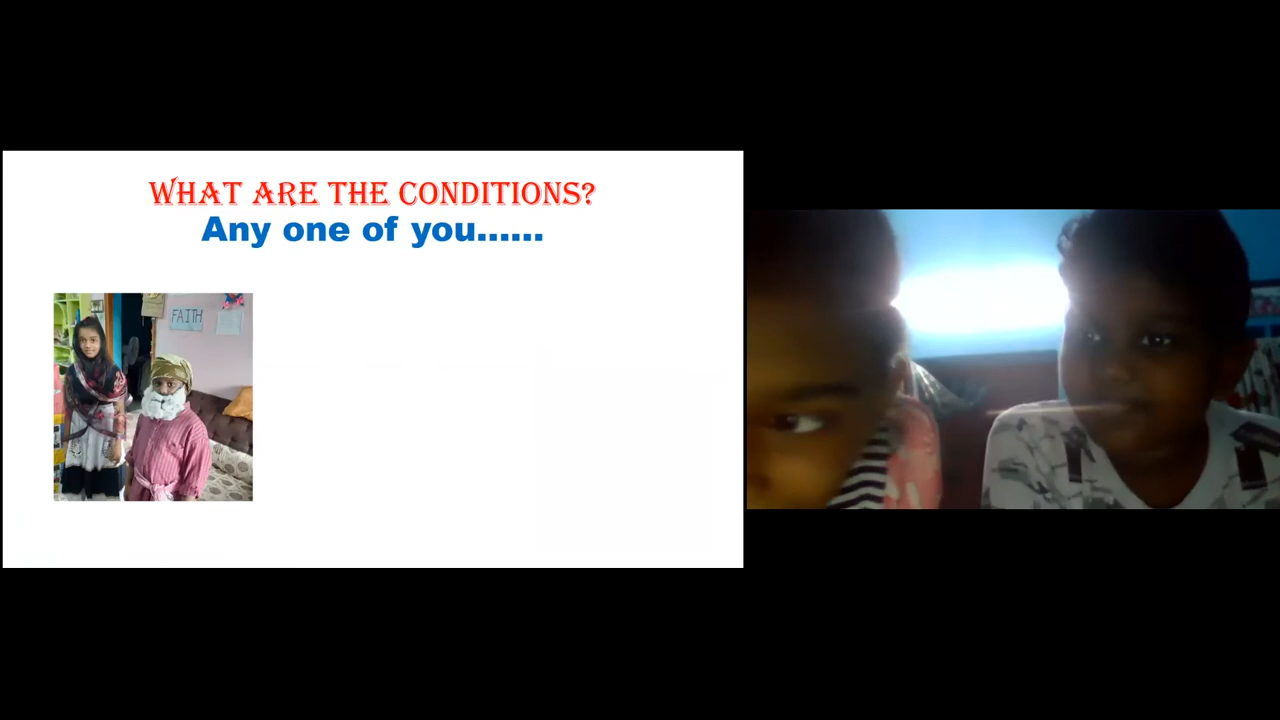 WHAT ARE THE CONDITIONS?
Any one of you......
FAITH